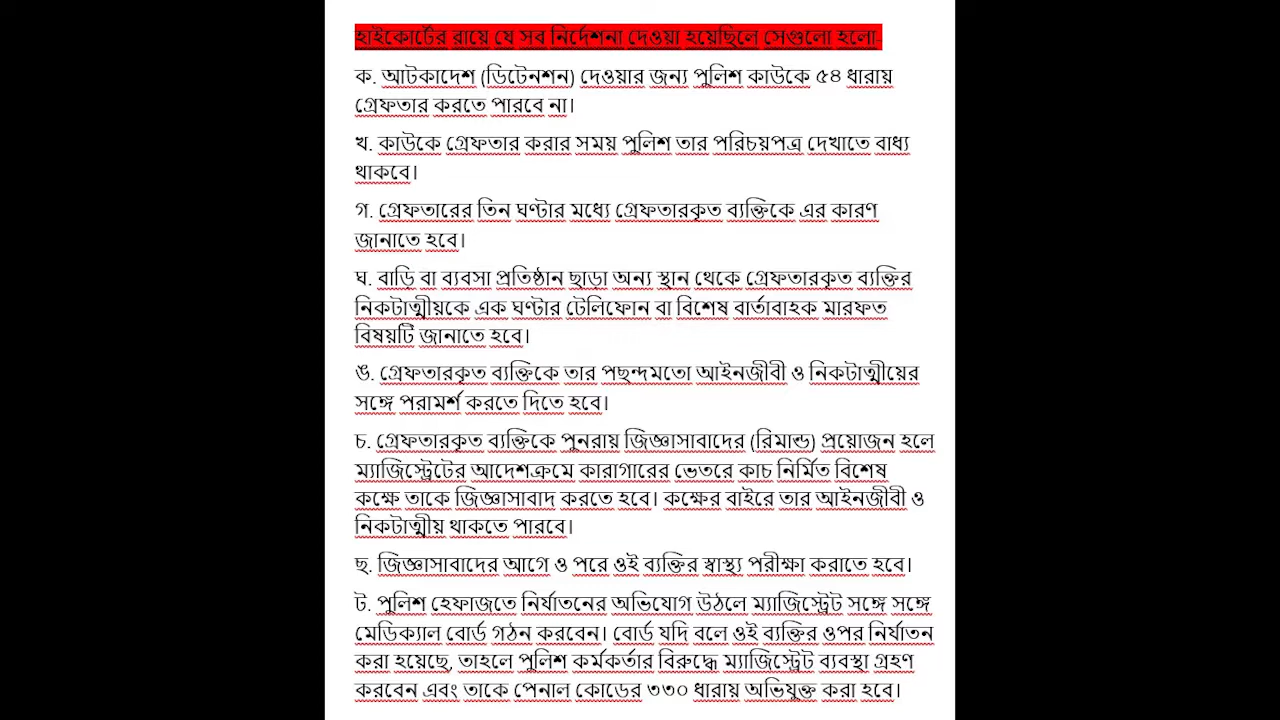 হাইকোর্টের রায়ে যে সব নির্দেশনা দেওয়া হয়েছিলে সেগুলো হলো-
ক. আটকাদেশ (ডিটেনশন) দেওয়ার জন্য পুলিশ কাউকে ৫৪ ধারায়
গ্রেফতার করতে পারবে না।
খ. কাউকে গ্রেফতার করার সময় পুলিশ তার পরিচয়পত্র দেখাতে বাধ্য
থাকবে।
গ. গ্রেফতারের তিন ঘণ্টার মধ্যে গ্রেফতারকৃত ব্যক্তিকে এর কারণ
জানাতে হবে।
ঘ. বাড়ি বা ব্যবসা প্রতিষ্ঠান ছাড়া অন্য স্থান থেকে গ্রেফতারকৃত ব্যক্তির
নিকটাত্মীয়কে এক ঘণ্টার টেলিফোন বা বিশেষ বার্তাবাহক মারফত
বিষয়টি জানাতে হবে।
ঙ. গ্রেফতারকৃত ব্যক্তিকে তার পছন্দমতো আইনজীবী ও নিকটাত্মীয়ের
সঙ্গে পরামর্শ করতে দিতে হবে।
চ. গ্রেফতারকৃত ব্যক্তিকে পুনরায় জিজ্ঞাসাবাদের (রিমান্ড) প্রয়োজন হলে
ম্যাজিস্ট্রেটের আদেশক্রমে কারাগারের ভেতরে কাচ নির্মিত বিশেষ
কক্ষে তাকে জিজ্ঞাসাবাদ করতে হবে। কক্ষের বাইরে তার আইনজীবী ও
নিকটাত্মীয় থাকতে পারবে।
ছ. জিজ্ঞাসাবাদের আগে ও পরে ওই ব্যক্তির স্বাস্থ্য পরীক্ষা করাতে হবে।
ট. পুলিশ হেফাজতে নির্যাতনের অভিযোগ উঠলে ম্যাজিস্ট্রেট সঙ্গে সঙ্গে
মেডিক্যাল বোর্ড গঠন করবেন। বোর্ড যদি বলে ওই ব্যক্তির ওপর নির্যাতন
করা হয়েছে, তাহলে পুলিশ কর্মকর্তার বিরুদ্ধে ম্যাজিস্ট্রেট ব্যবস্থা গ্রহণ
করবেন এবং তাকে পেনাল কোডের ৩৩০ ধারায় অভিযুক্ত করা হবে।